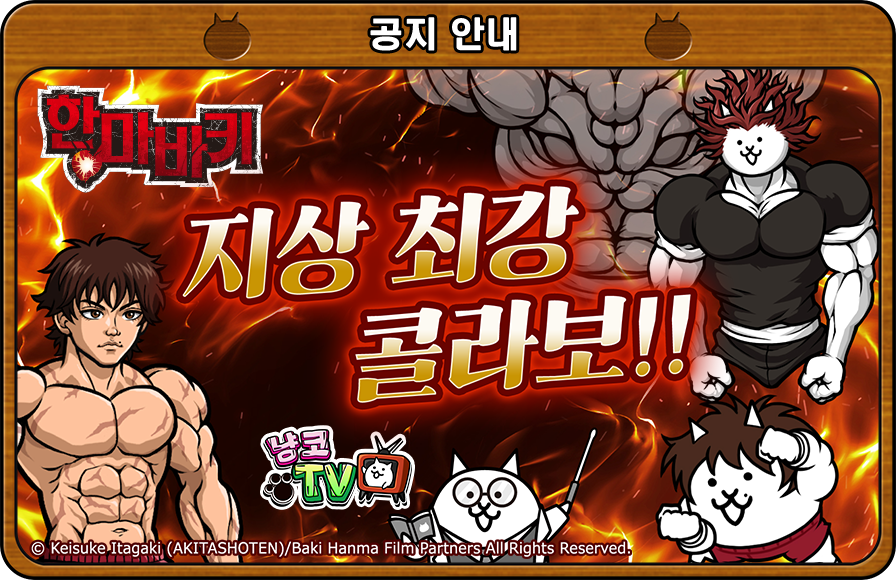 공지 안내
한마바키
지상 최강
콜라보!!
냥코
TV
© Keisuke Itagaki (AKITASHOTEN)/Baki Hanma Film Partners All Rights Reserved.